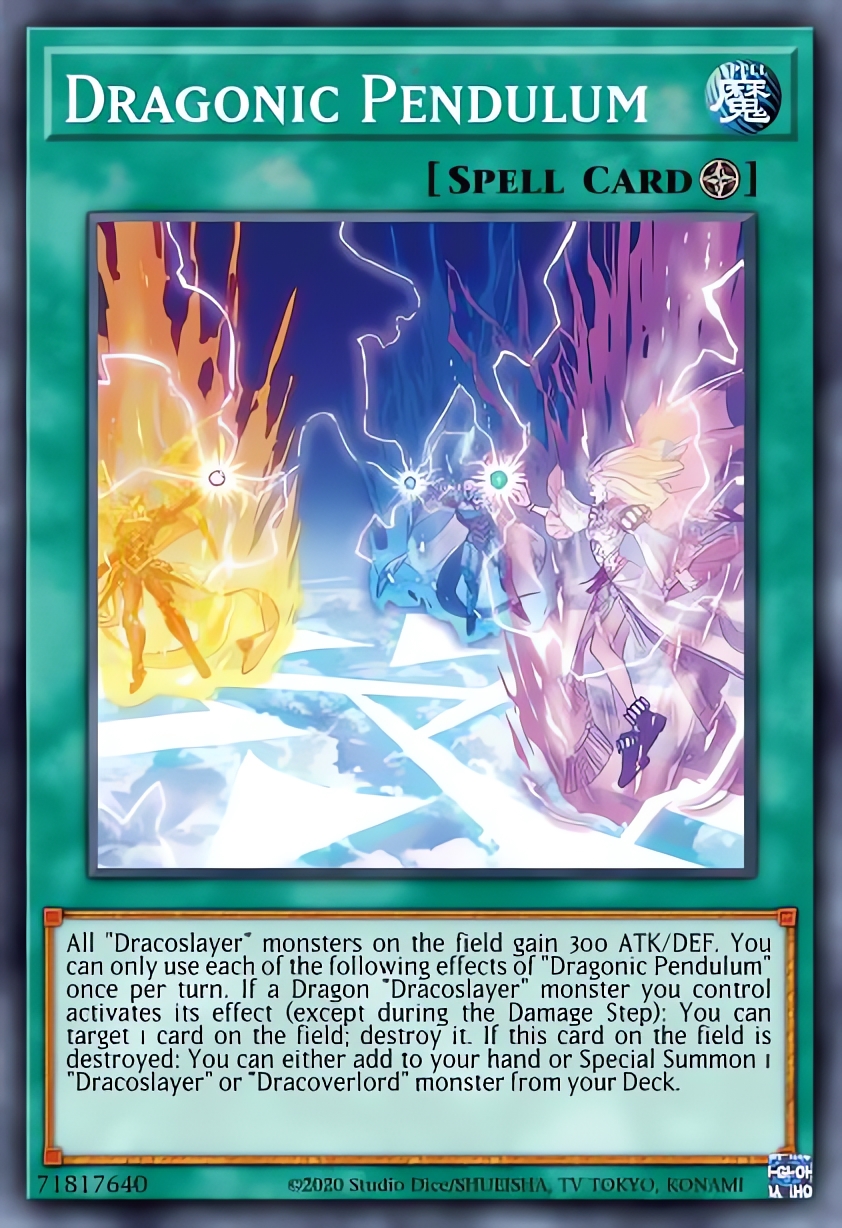 DRAGONIC PENDULUM
魔
[SPELL CARD]
All "Dracoslayer" monsters on the field gain 300 ATK/DEF. You
can only use each of the following effects of "Dragonic Pendulum"
once per turn. If a Dragon "Dracoslayer" monster you control
activates its effect (except during the Damage Step): You can
target 1 card on the field; destroy it. If this card on the field is
destroyed: You can either add to your hand or Special Summon 1
"Dracoslayer" or "Dracoverlord" monster from your Deck.
71817640
©2020 Studio Dice/SHUEISHA, TV TOKYO, KONAMI